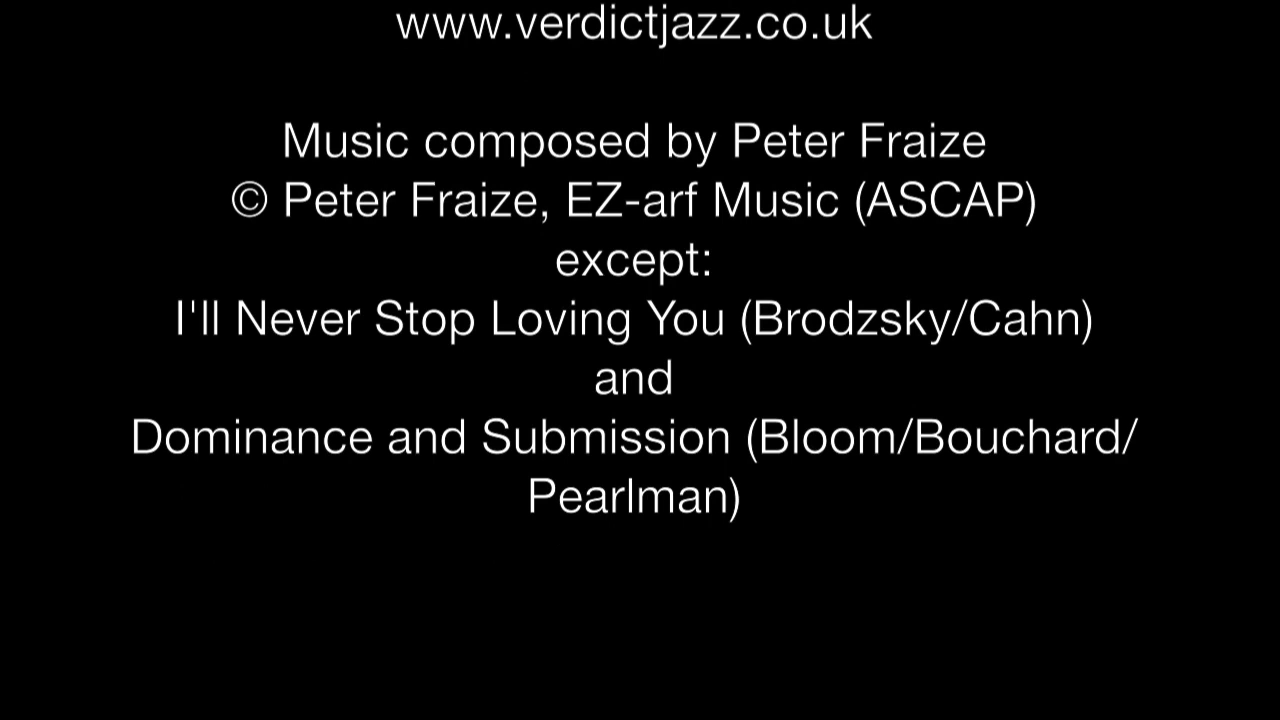 www.verdictjazz.co.uk
Music composed by Peter Fraize
© Peter Fraize, EZ-arf Music (ASCAP)
except:
I'll Never Stop Loving You (Brodzsky/Cahn)
and
Dominance and Submission (Bloom/Bouchard/
Pearlman)